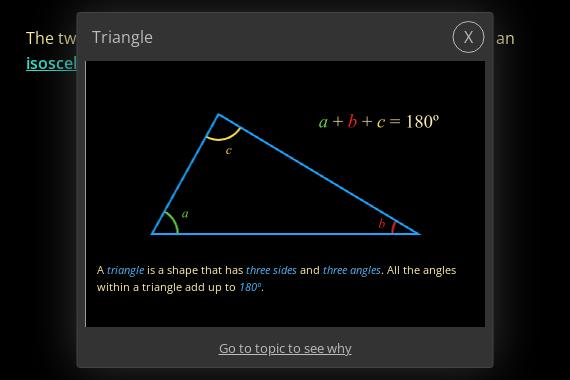 The tw
Triangle
X
an
isoscel
a + b + c = 180º
c
a
b
A triangle is a shape that has three sides and three angles. All the angles
within a triangle add up to 180º.
Go to topic to see why